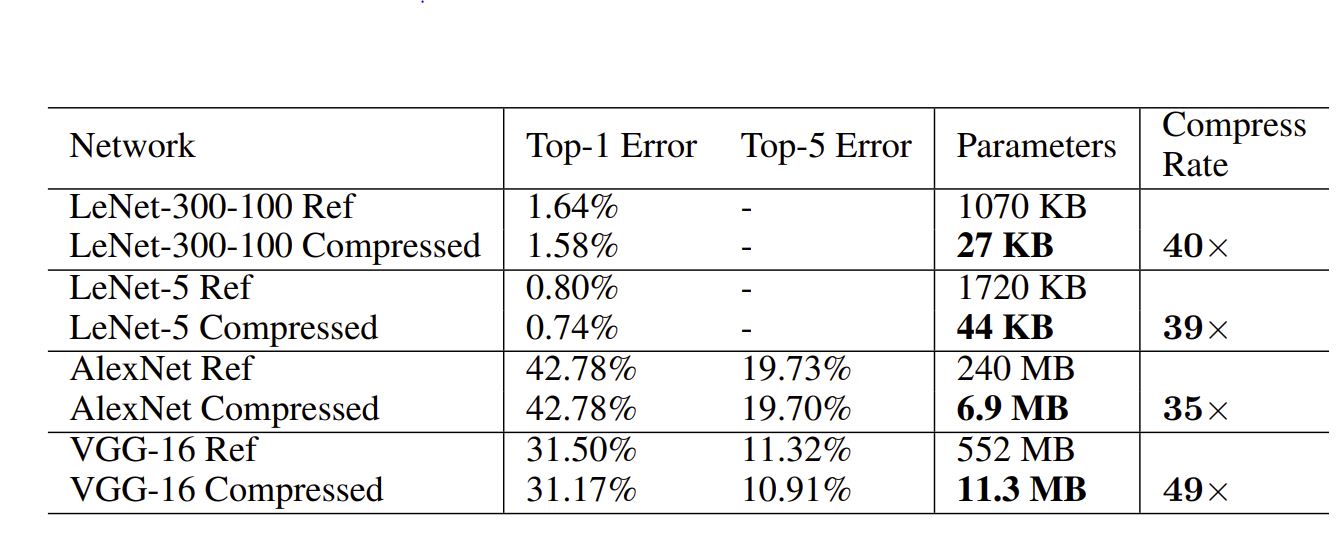 Network Top-1 Error Top-5 Error Parameters Compress Rate
LeNet-300-100 Ref 1.64% - 1070 KB
LeNet-300-100 Compressed 1.58% - 27 KB 40×
LeNet-5 Ref 0.80% - 1720 KB
LeNet-5 Compressed 0.74% - 44 KB 39×
AlexNet Ref 42.78% 19.73% 240 MB
AlexNet Compressed 42.78% 19.70% 6.9 MB 35×
VGG-16 Ref 31.50% 11.32% 552 MB
VGG-16 Compressed 31.17% 10.91% 11.3 MB 49×